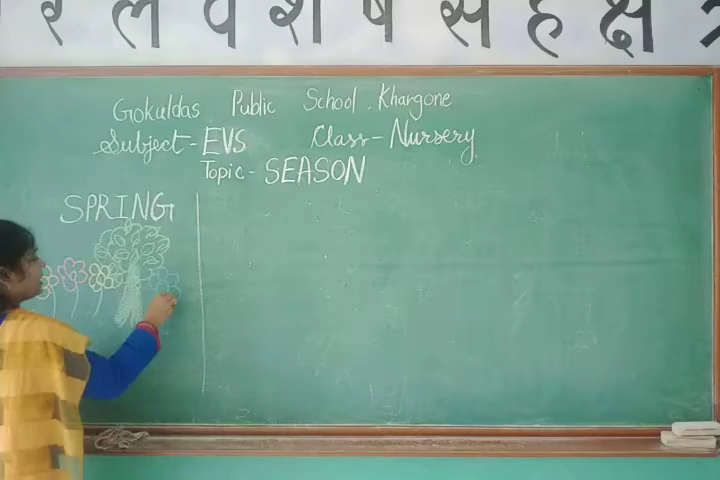 र ल व श ष स ह क्ष
Gokuldas Public School. Khargone
Subject-EVS Class-Nursery
Topic-SEASON
SPRING